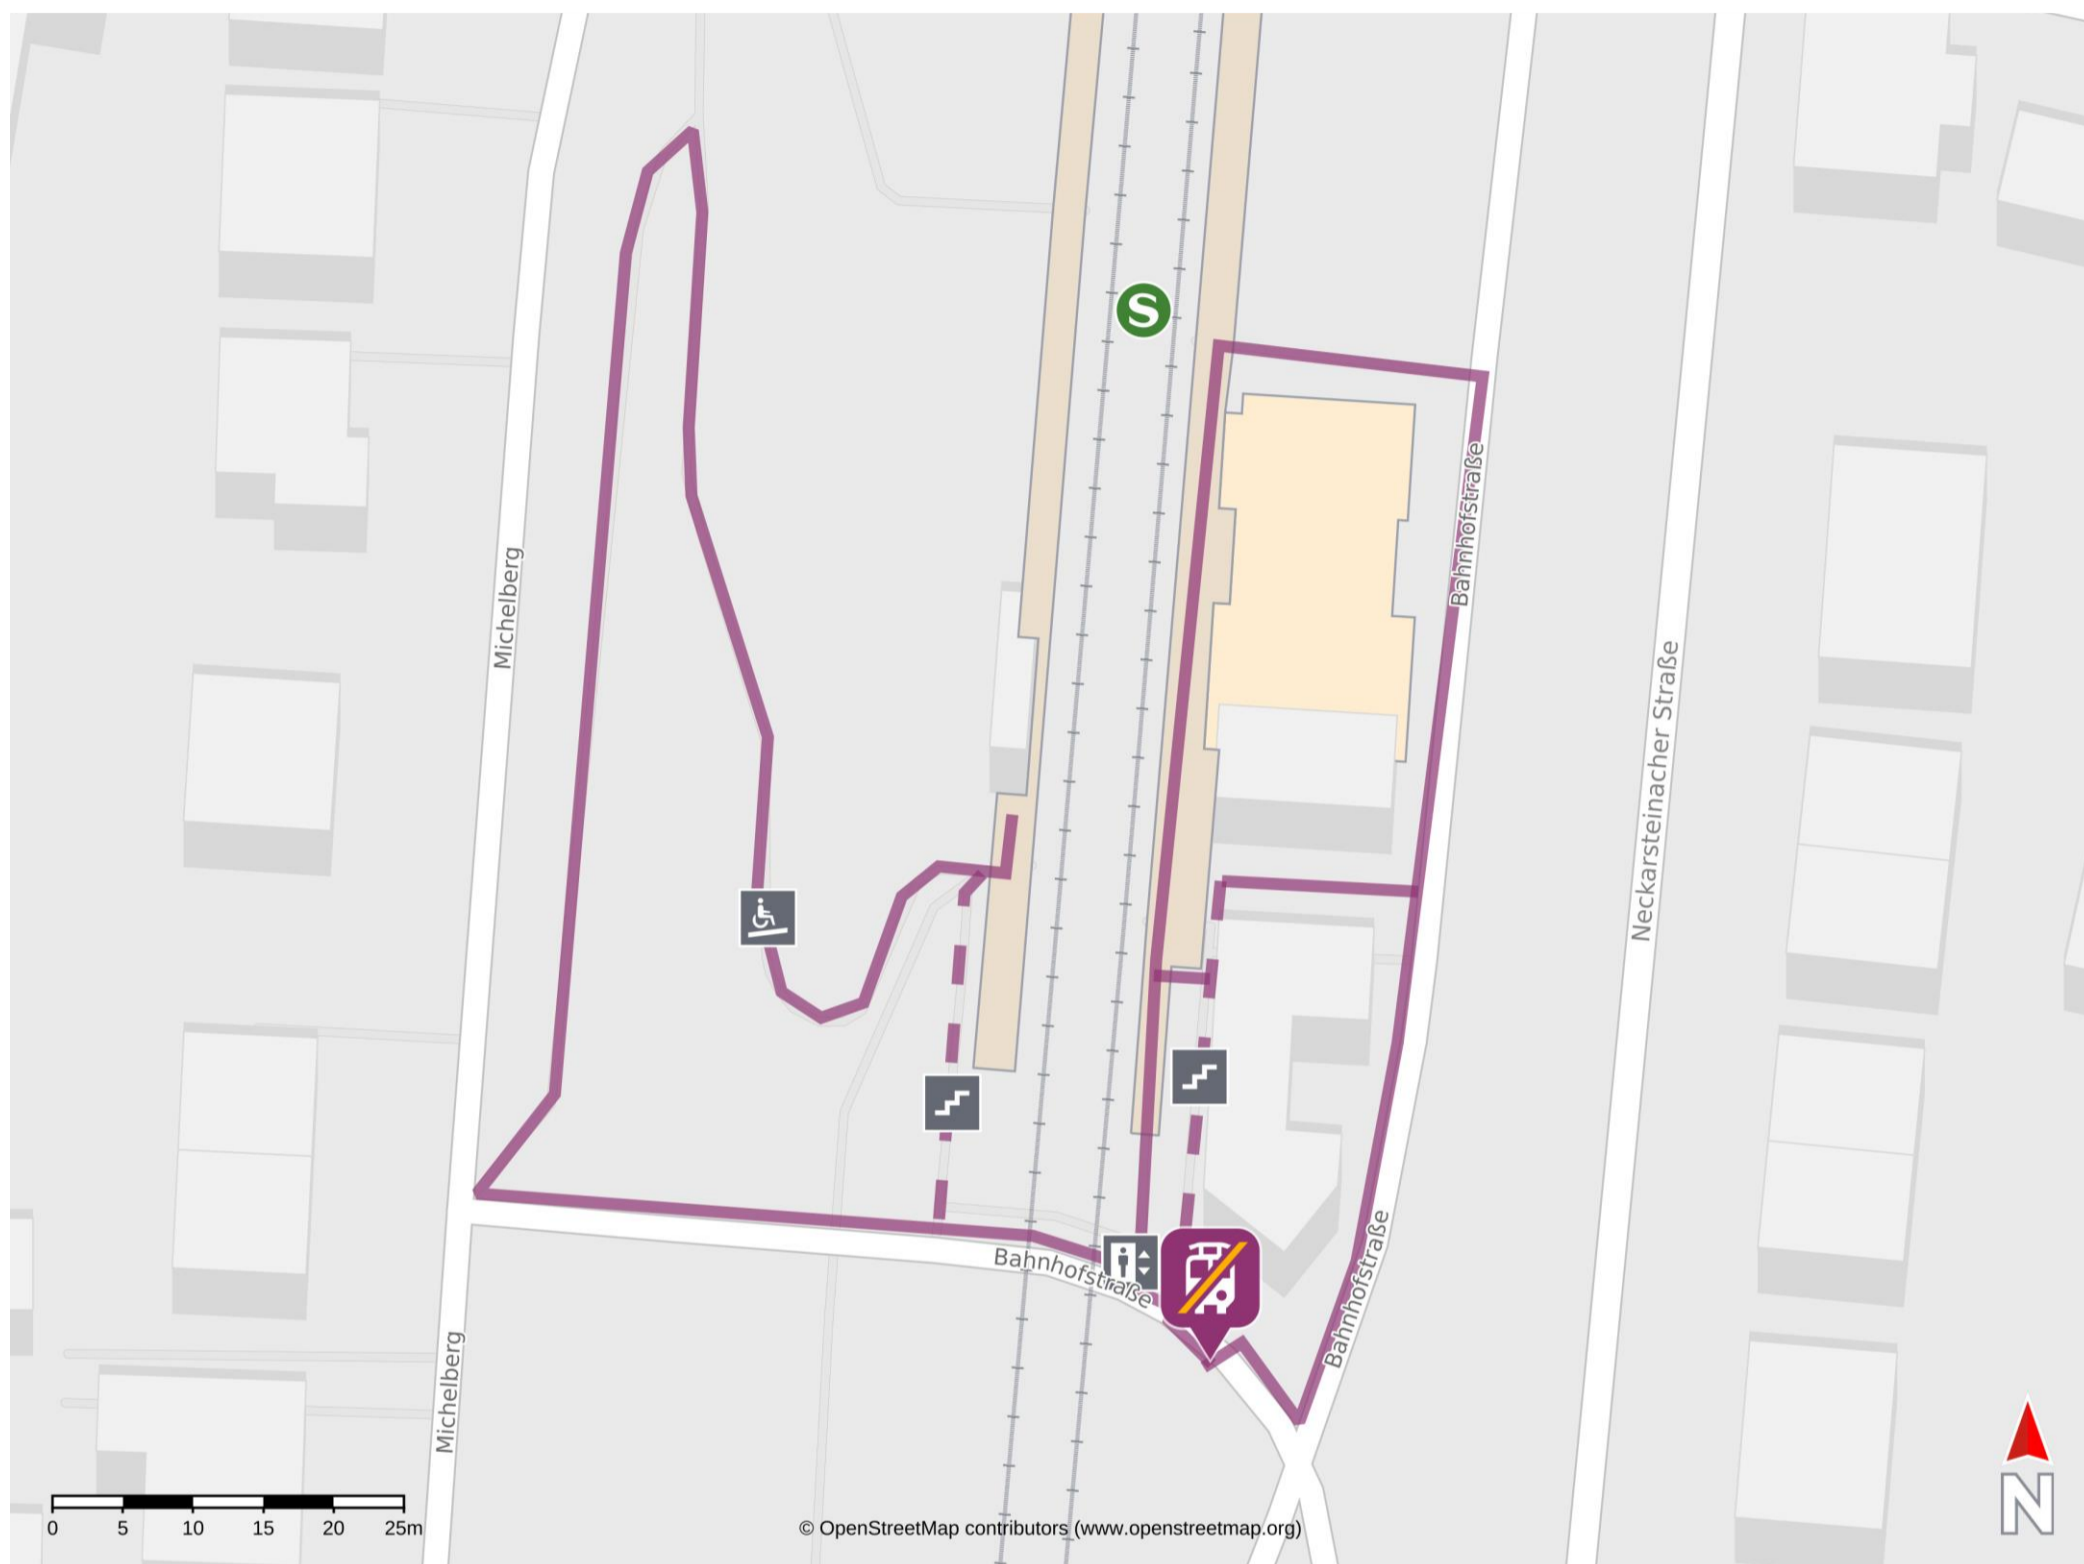 S
Bahnhofstraße
Michelberg
Neckarsteinacher Straße
Bahnhofstraße
Bahnhofstraße
Michelberg
N
0 5 10 15 20 25m
© OpenStreetMap contributors (www.openstreetmap.org)